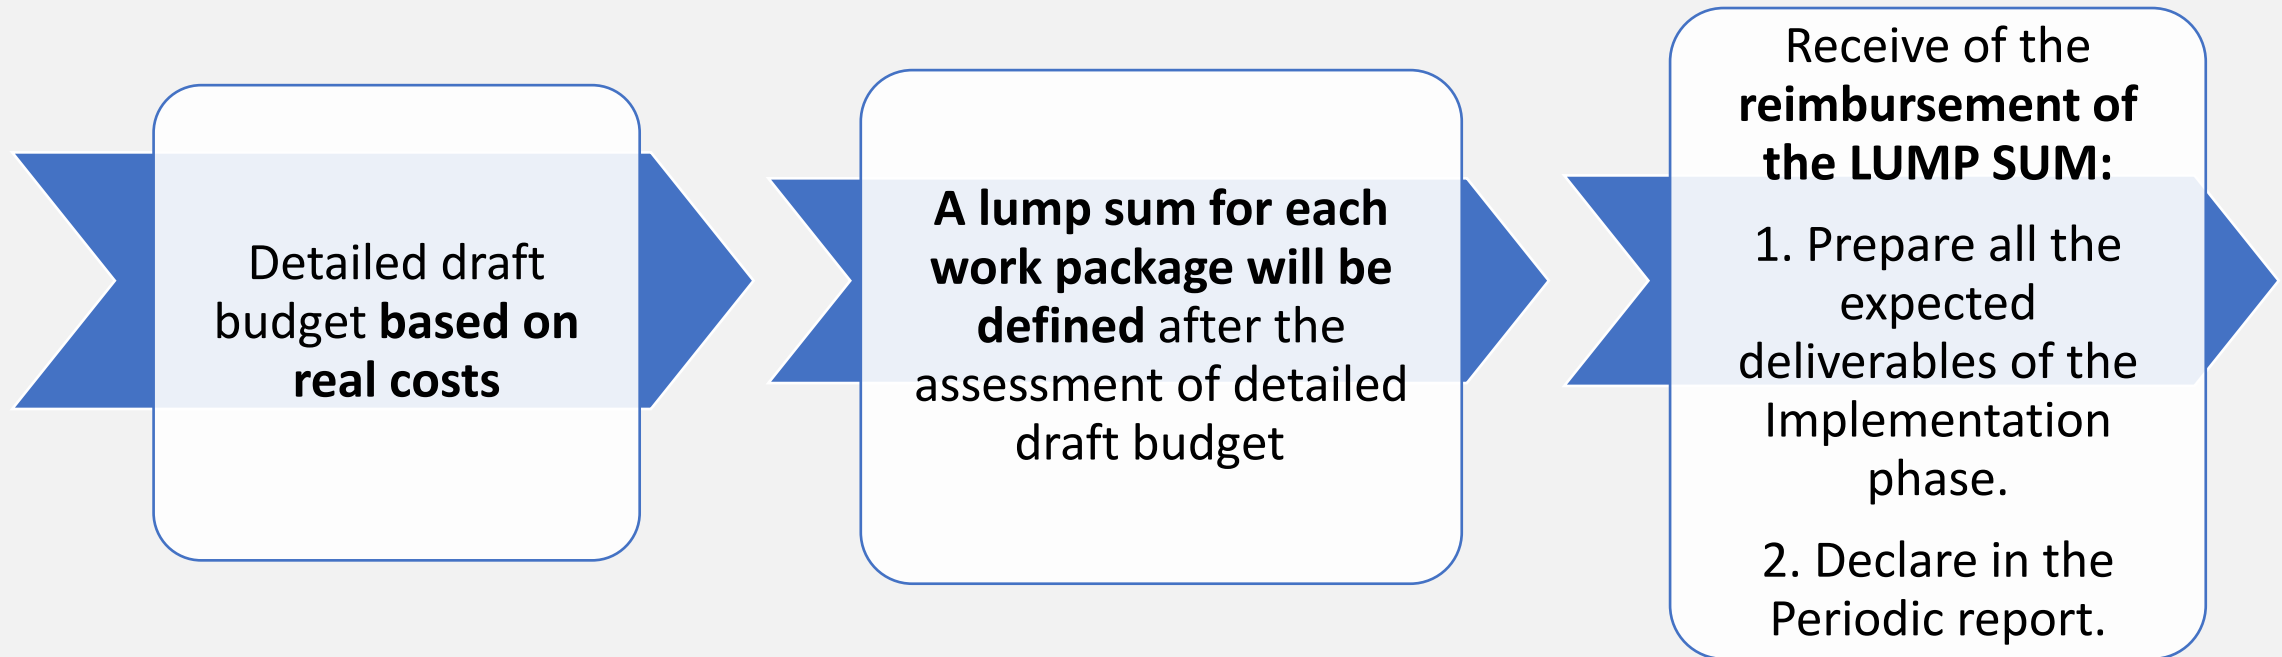 Detailed draft
budget based on
real costs
A lump sum for each
work package will be
defined after the
assessment of detailed
draft budget
Receive of the
reimbursement of
the LUMP SUM:
1. Prepare all the
expected
deliverables of the
Implementation
phase.
2. Declare in the
Periodic report.